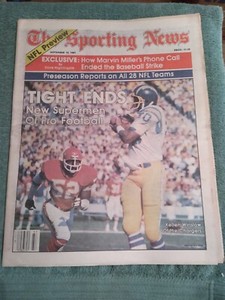 NFL Preview
The Sporting News
EXCLUSIVE: How Marvin Miller's Phone Call
Ended the Baseball Strike
Preseason Reports on All 28 NFL Teams
TIGHT ENDS
New Supermen
Of Pro Football